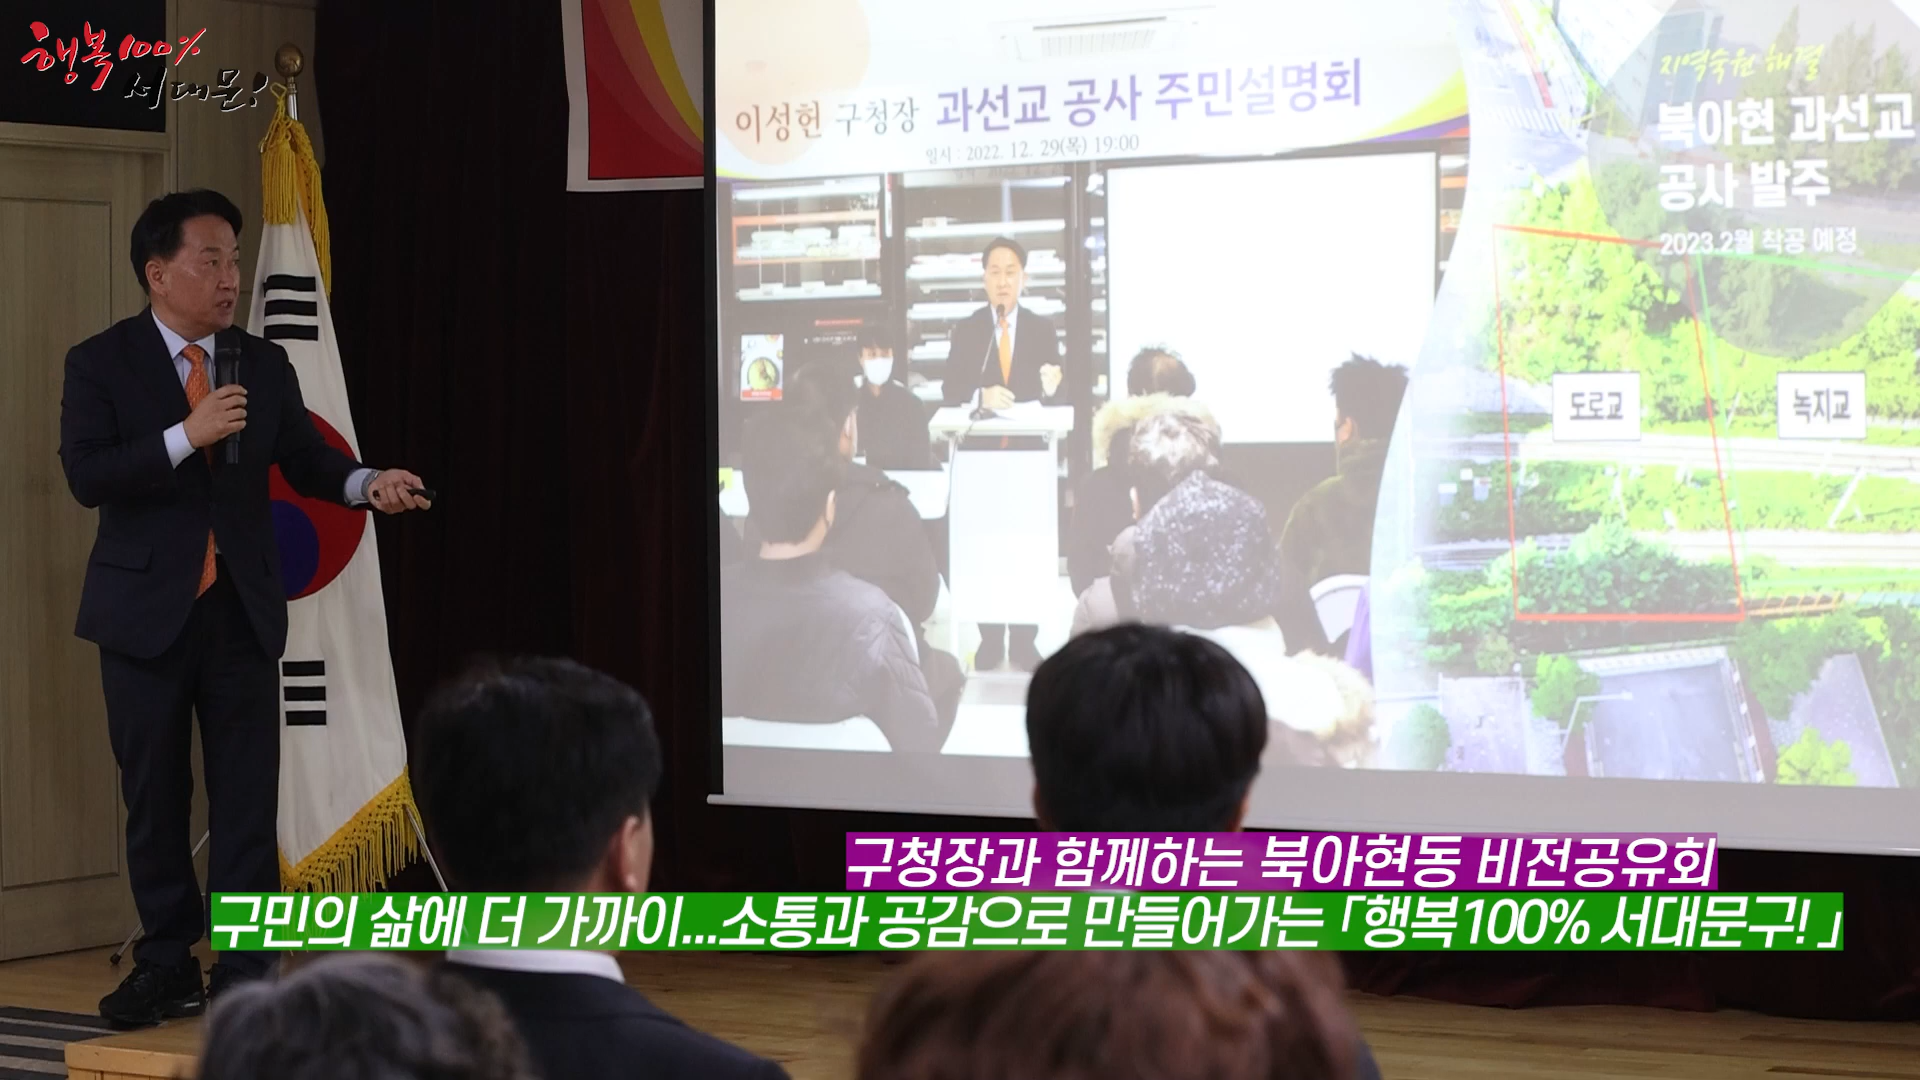 행복100%
서대문!
이성헌 구청장 과선교 공사 주민설명회
일시 : 2022. 12. 29(목) 19:00
지역숙원 해결
북아현 과선교
공사 발주
2023.2월 착공 예정
도로교
녹지교
구청장과 함께하는 북아현동 비전공유회
구민의 삶에 더 가까이...소통과 공감으로 만들어가는 「행복100% 서대문구! 」